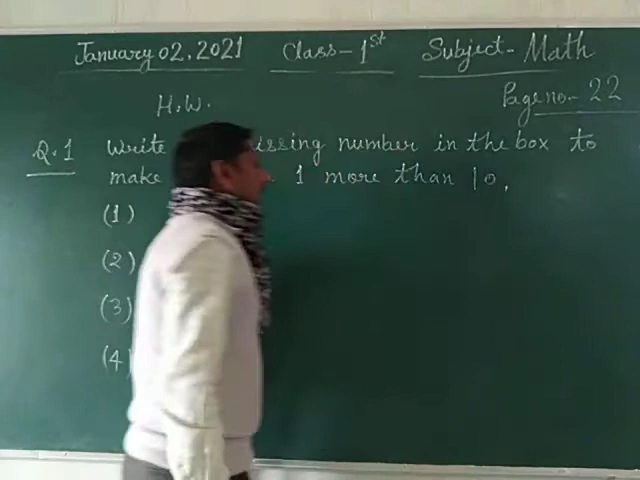 January 02, 2021 Class - 1st Subject - Math
H.W. Page no - 22
Q.1 Write issing number in the box to
make 1 more than 10.
(1)
(2)
(3)
(4)